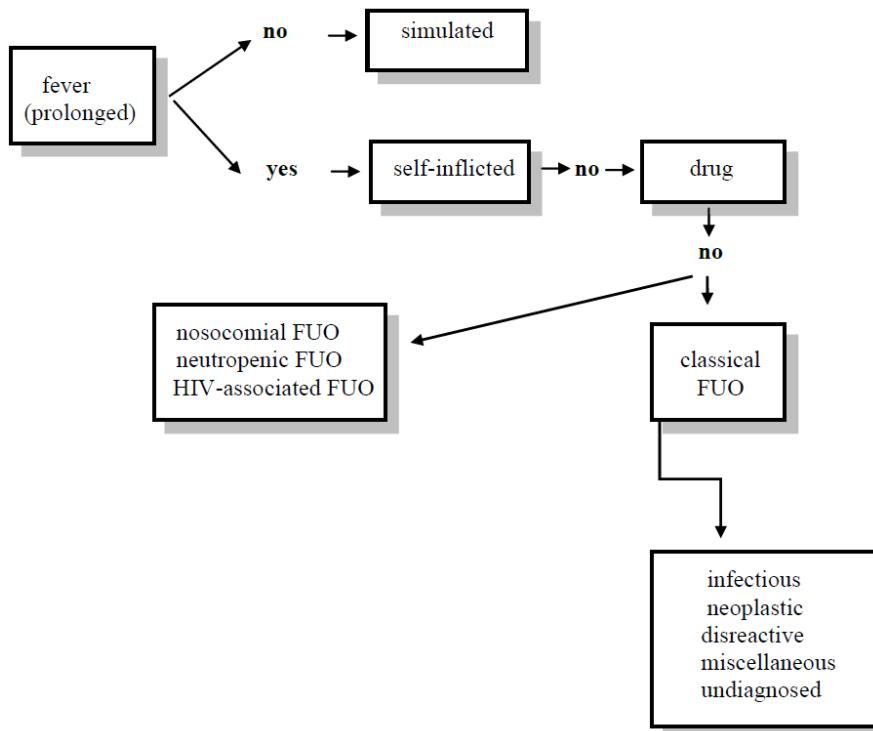 no
simulated
fever
(prolonged)
yes
self-inflicted
no
drug
no
nosocomial FUO
neutropenic FUO
HIV-associated FUO
classical
FUO
infectious
neoplastic
disreactive
miscellaneous
undiagnosed